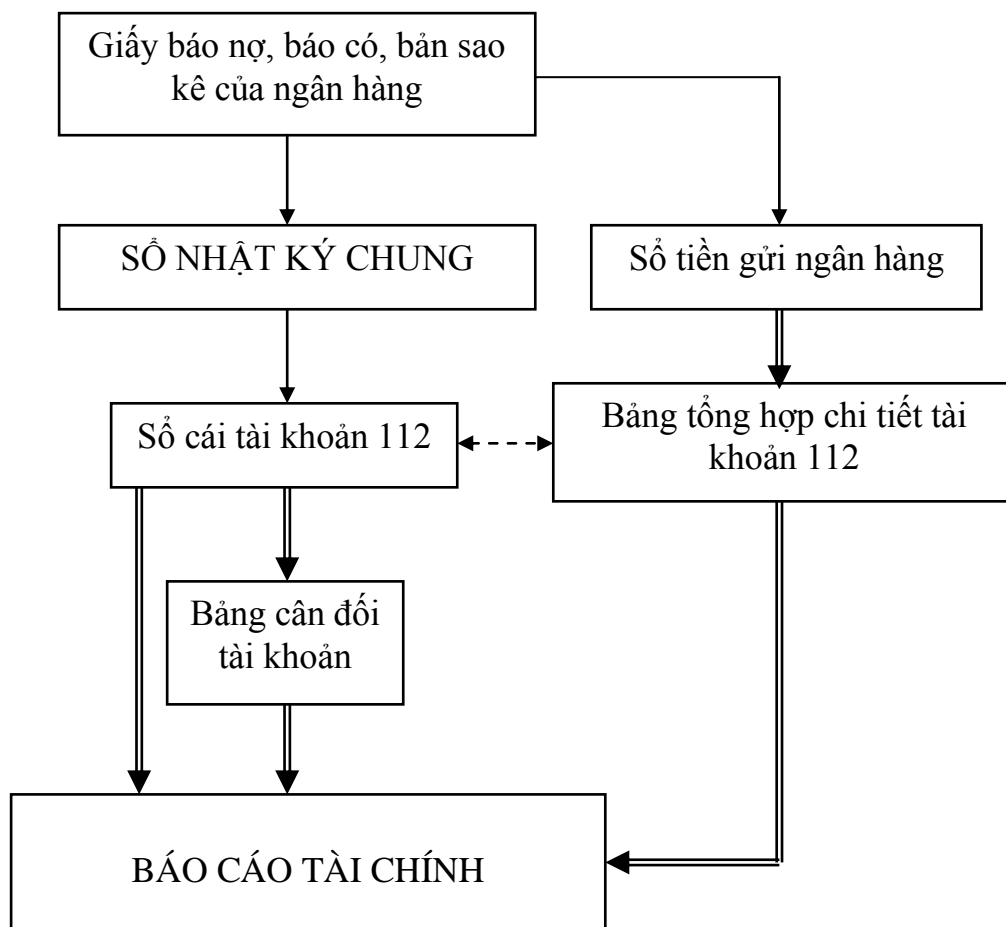 Giấy báo nợ, báo có, bản sao
kê của ngân hàng
SỔ NHẬT KÝ CHUNG
Sổ tiền gửi ngân hàng
Sổ cái tài khoản 112
Bảng tổng hợp chi tiết tài
khoản 112
Bảng cân đối
tài khoản
BÁO CÁO TÀI CHÍNH